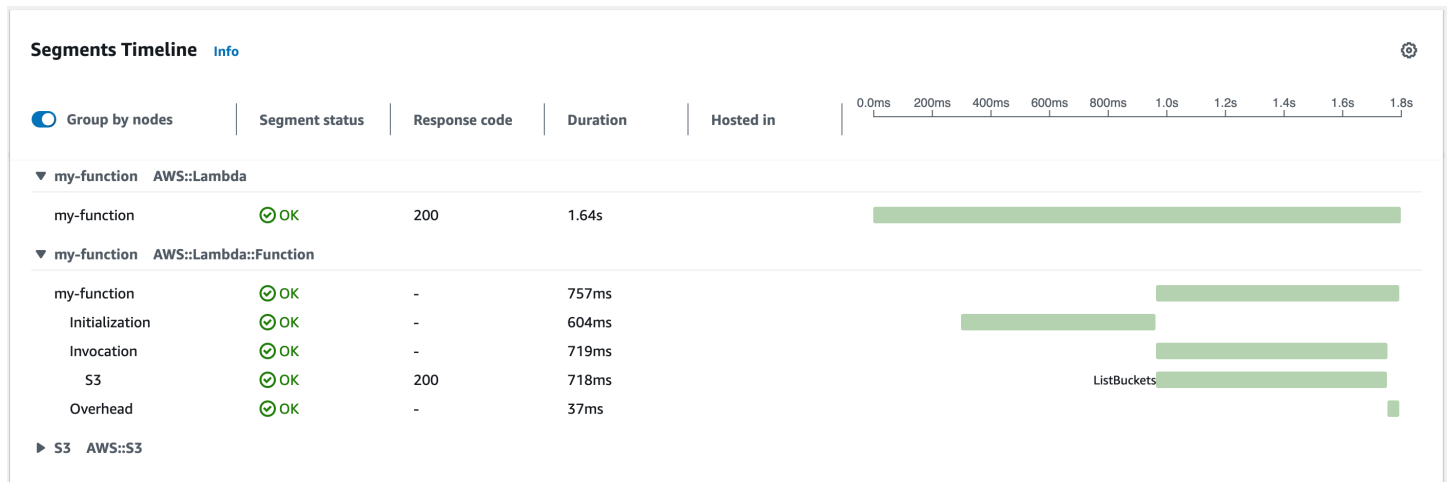 Segments Timeline Info
0.0ms 200ms 400ms 600ms 800ms 1.0s 1.2s 1.4s 1.6s 1.8s
Group by nodes Segment status Response code Duration Hosted in
my-function AWS::Lambda
my-function OK 200 1.64s
my-function AWS::Lambda::Function
my-function OK - 757ms
Initialization OK - 604ms
Invocation OK - 719ms
S3 OK 200 718ms ListBuckets
Overhead OK - 37ms
S3 AWS::S3